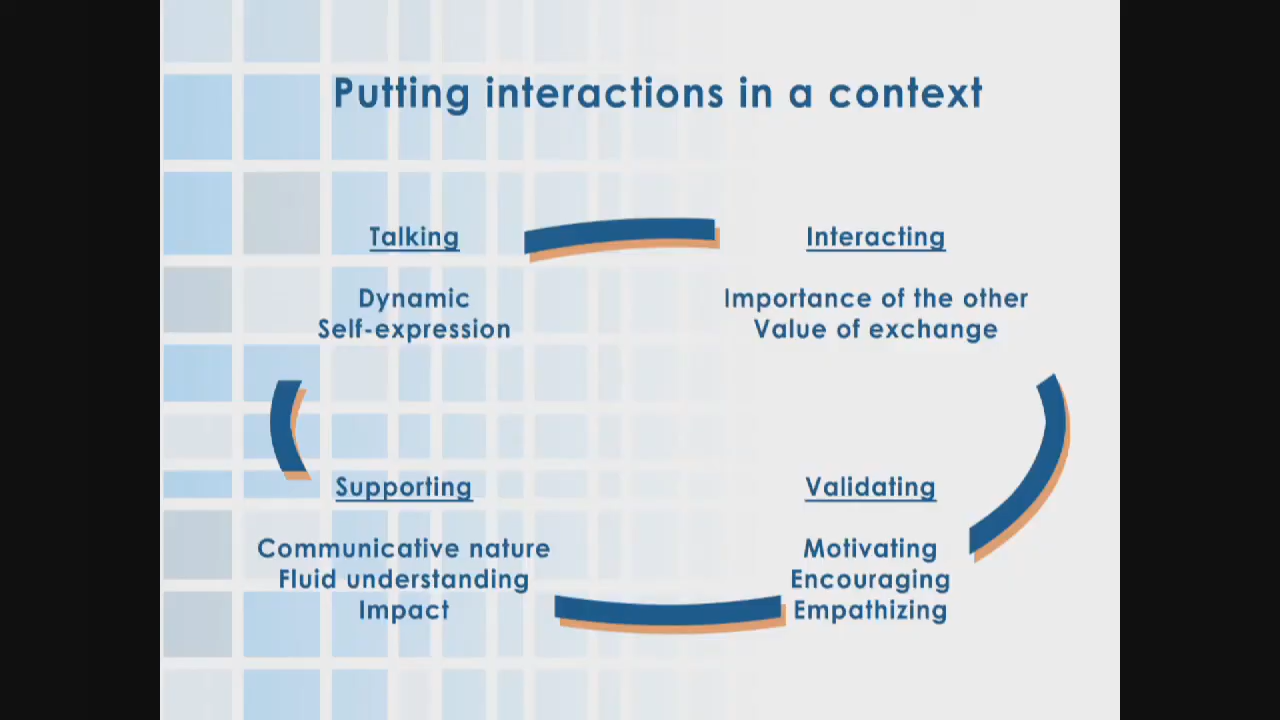 Putting interactions in a context
Talking
Dynamic
Self-expression
Interacting
Importance of the other
Value of exchange
Supporting
Communicative nature
Fluid understanding
Impact
Validating
Motivating
Encouraging
Empathizing